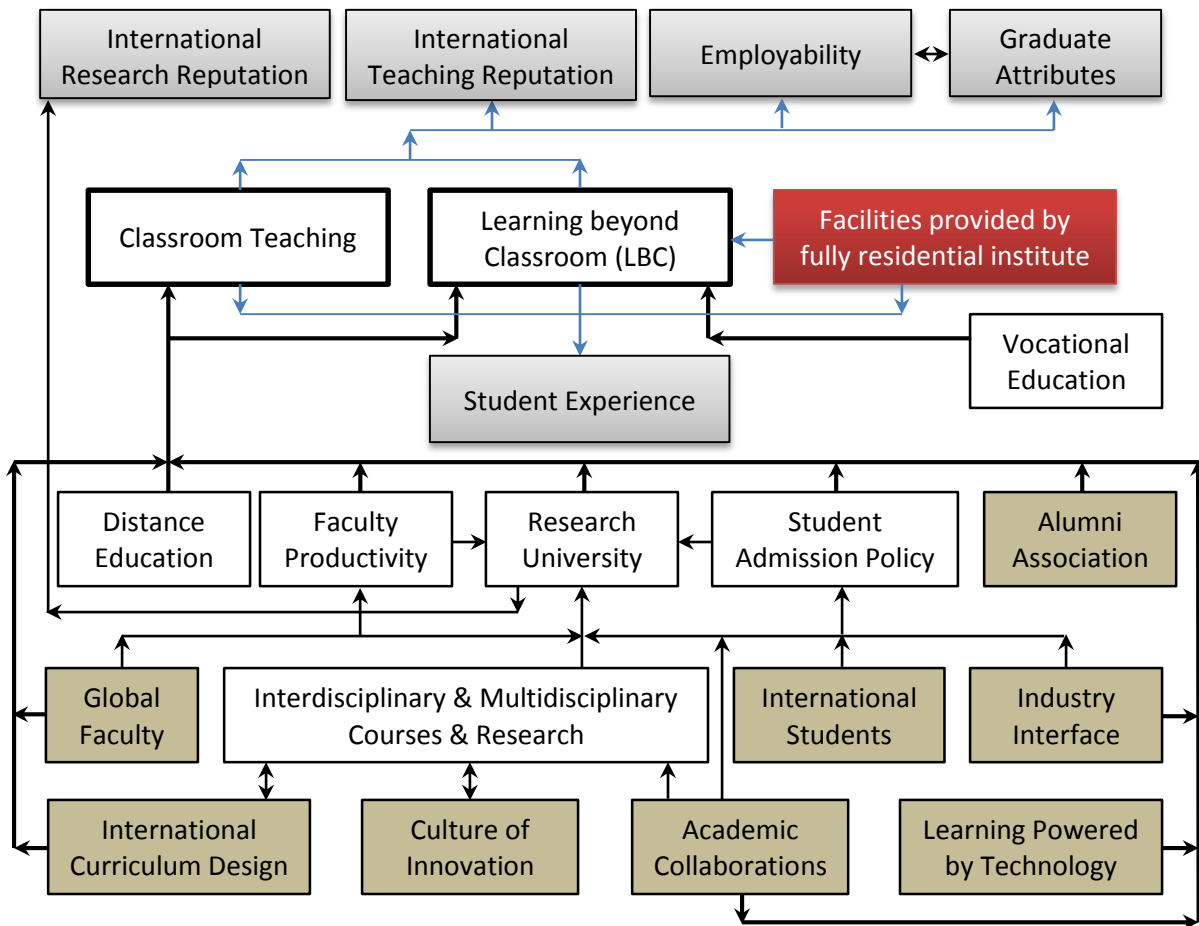 International
Research Reputation
International
Teaching Reputation
Employability
Graduate
Attributes
Classroom Teaching
Learning beyond
Classroom (LBC)
Facilities provided by
fully residential institute
Vocational
Education
Student Experience
Distance
Education
Faculty
Productivity
Research
University
Student
Admission Policy
Alumni
Association
Global
Faculty
Interdisciplinary & Multidisciplinary
Courses & Research
International
Students
Industry
Interface
International
Curriculum Design
Culture of
Innovation
Academic
Collaborations
Learning Powered
by Technology